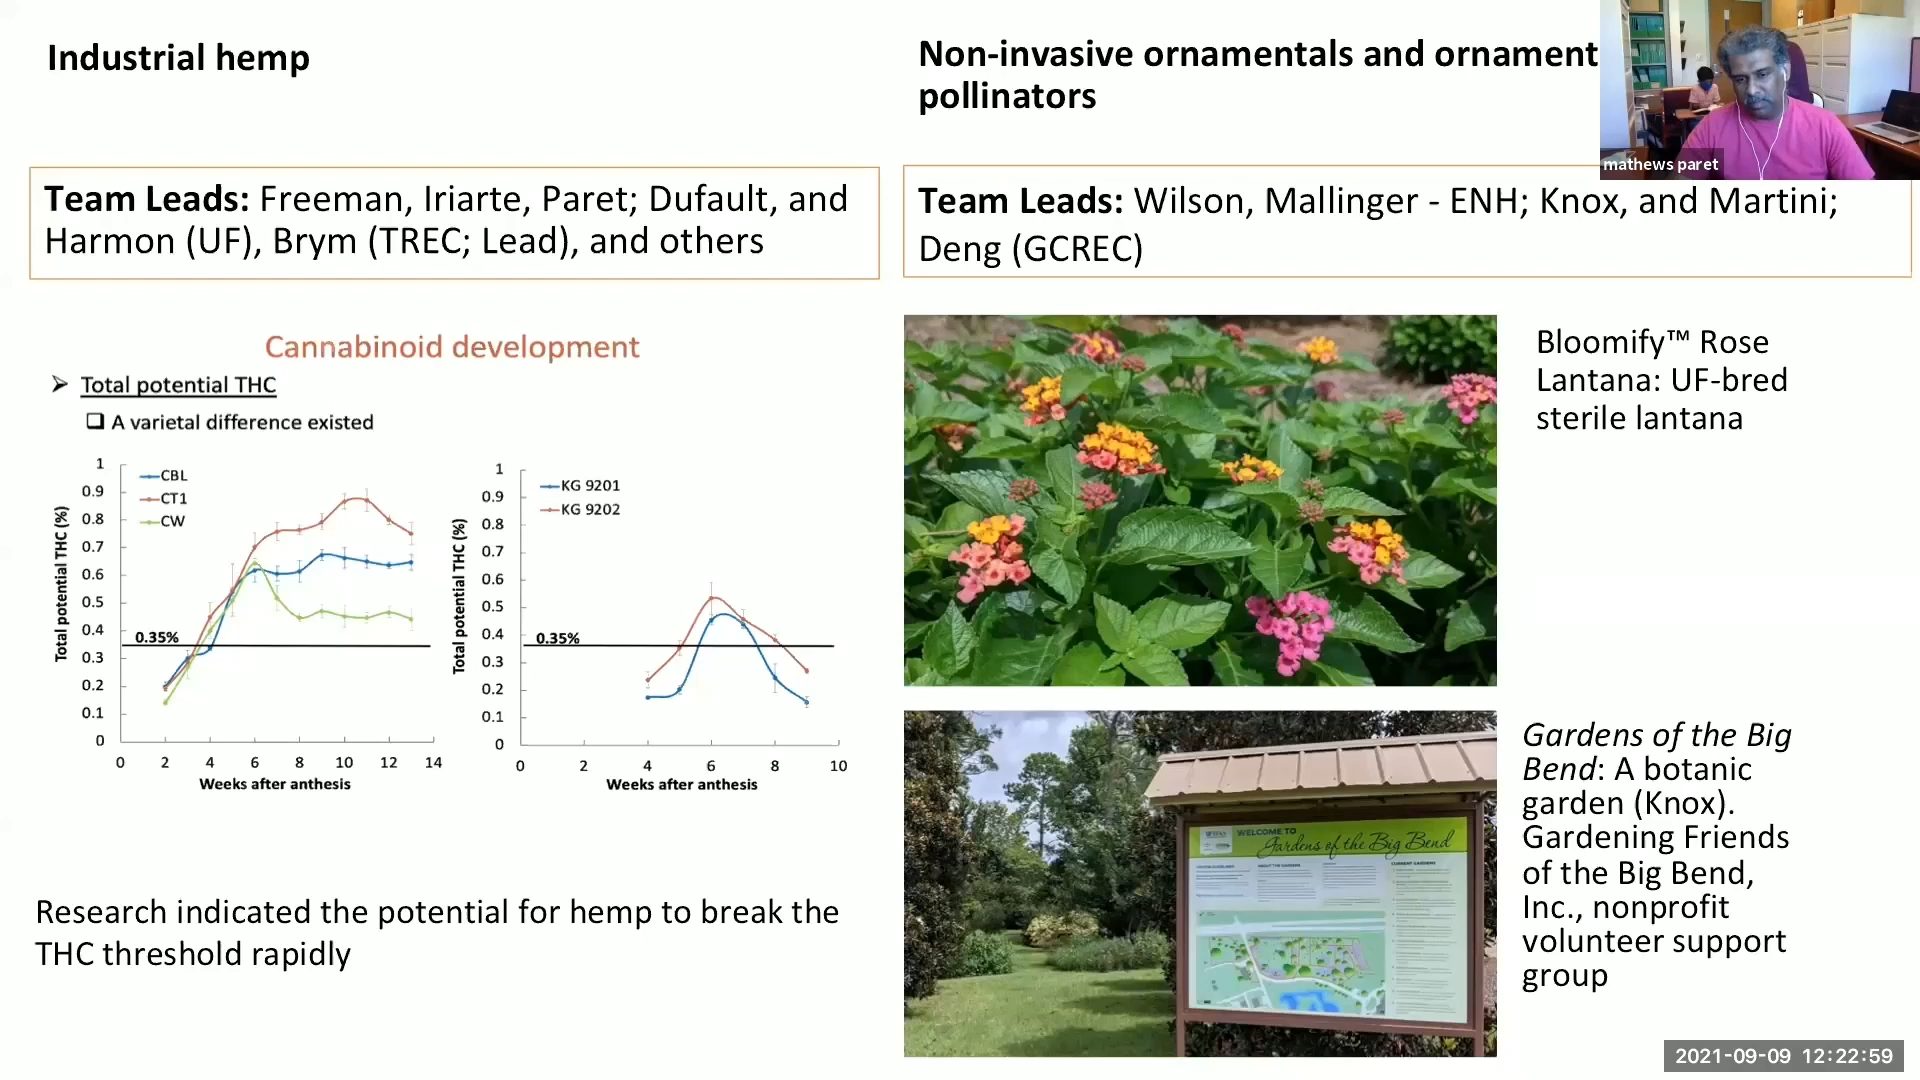 Industrial hemp
Team Leads: Freeman, Iriarte, Paret; Dufault, and
Harmon (UF), Brym (TREC; Lead), and others
Cannabinoid development
➢ Total potential THC
❑ A varietal difference existed
Total potential THC (%)
1
0.9
0.8
0.7
0.6
0.5
0.4
0.3
0.2
0.1
0
CBL
CT1
CW
0.35%
0 2 4 6 8 10 12 14
Weeks after anthesis
Total potential THC (%)
1
0.9
0.8
0.7
0.6
0.5
0.4
0.3
0.2
0.1
0
KG 9201
KG 9202
0.35%
0 2 4 6 8 10
Weeks after anthesis
Research indicated the potential for hemp to break the
THC threshold rapidly
Non-invasive ornamentals and ornament
pollinators
mathews paret
Team Leads: Wilson, Mallinger - ENH; Knox, and Martini;
Deng (GCREC)
Bloomify™ Rose
Lantana: UF-bred
sterile lantana
WELCOME TO
Gardens of the Big Bend
Gardens of the Big
Bend: A botanic
garden (Knox).
Gardening Friends
of the Big Bend,
Inc., nonprofit
volunteer support
group
2021-09-09 12:22:59